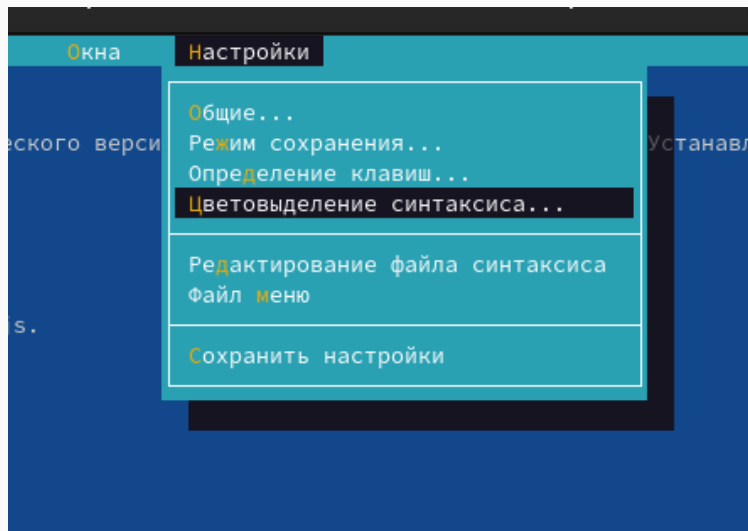 Окна Настройки
Общие...
еского верси Режим сохранения... Устанавл
Определение клавиш...
Цветовыделение синтаксиса...
Редактирование файла синтаксиса
Файл меню
s.
Сохранить настройки